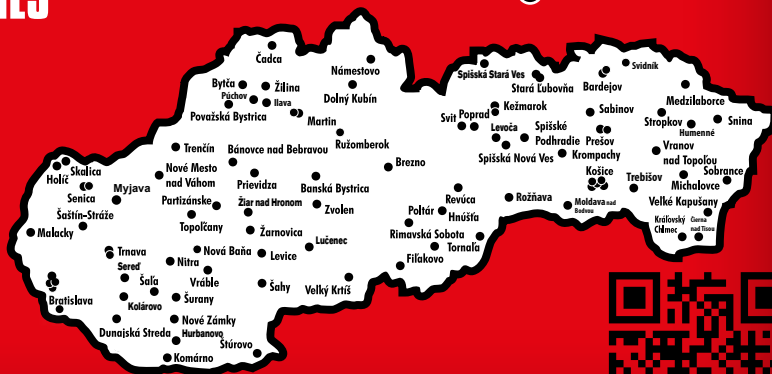 Čadca
Námestovo
Bytča
Žilina
Púchov
Ilava
Dolný Kubín
Považská Bystrica
Martin
Ružomberok
Spišská Stará Ves
Stará Ľubovňa
Svidník
Bardejov
Kežmarok
Svit
Poprad
Levoča
Spišské
Podhradie
Spišská Nová Ves
Krompachy
Sabinov
Prešov
Medzilaborce
Stropkov
Snina
Humenné
Vranov
nad Topoľou
Sobrance
Michalovce
Trebišov
Košice
Moldava nad
Bodvou
Veľké Kapušany
Kráľovský
Chlmec
Čierna
nad Tisou
Rožňava
Trenčín
Bánovce nad Bebravou
Brezno
Skalica
Holíč
Senica
Myjava
Nové Mesto
nad Váhom
Prievidza
Banská Bystrica
Partizánske
Žiar nad Hronom
Zvolen
Šaštín-Stráže
Malacky
Topoľčany
Žarnovica
Lučenec
Revúca
Poltár
Hnúšťa
Rimavská Sobota
Tornaľa
Fiľakovo
Trnava
Sereď
Nová Baňa
Levice
Nitra
Šaľa
Vráble
Šahy
Veľký Krtíš
Bratislava
Kolárovo
Šurany
Dunajská Streda
Nové Zámky
Hurbanovo
Štúrovo
Komárno